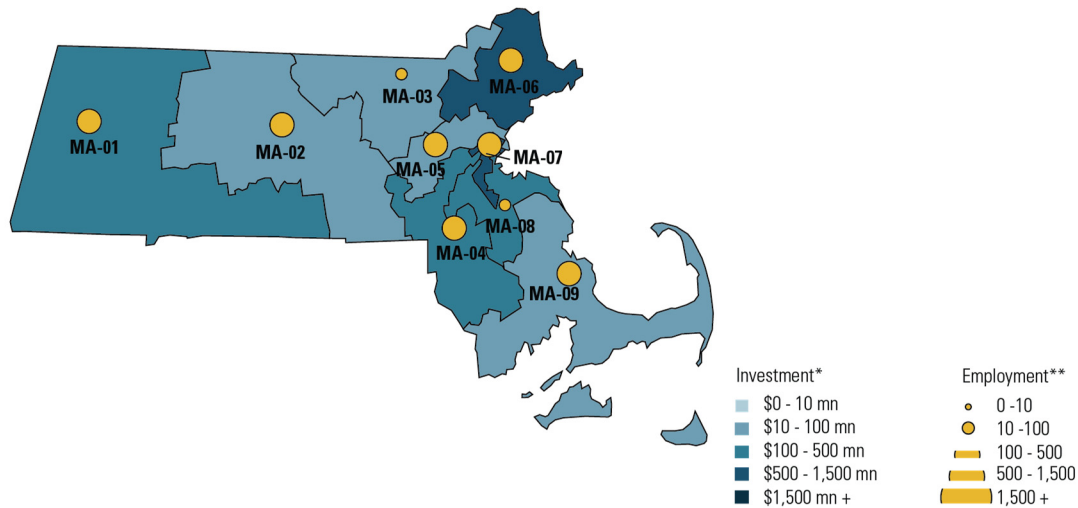 MA-06
MA-03
MA-01
MA-02
MA-07
MA-05
MA-08
MA-04
MA-09
Investment*
$0 - 10 mn
$10 - 100 mn
$100 - 500 mn
$500 - 1,500 mn
$1,500 mn +
Employment**
0 -10
10 -100
100 - 500
500 - 1,500
1,500 +